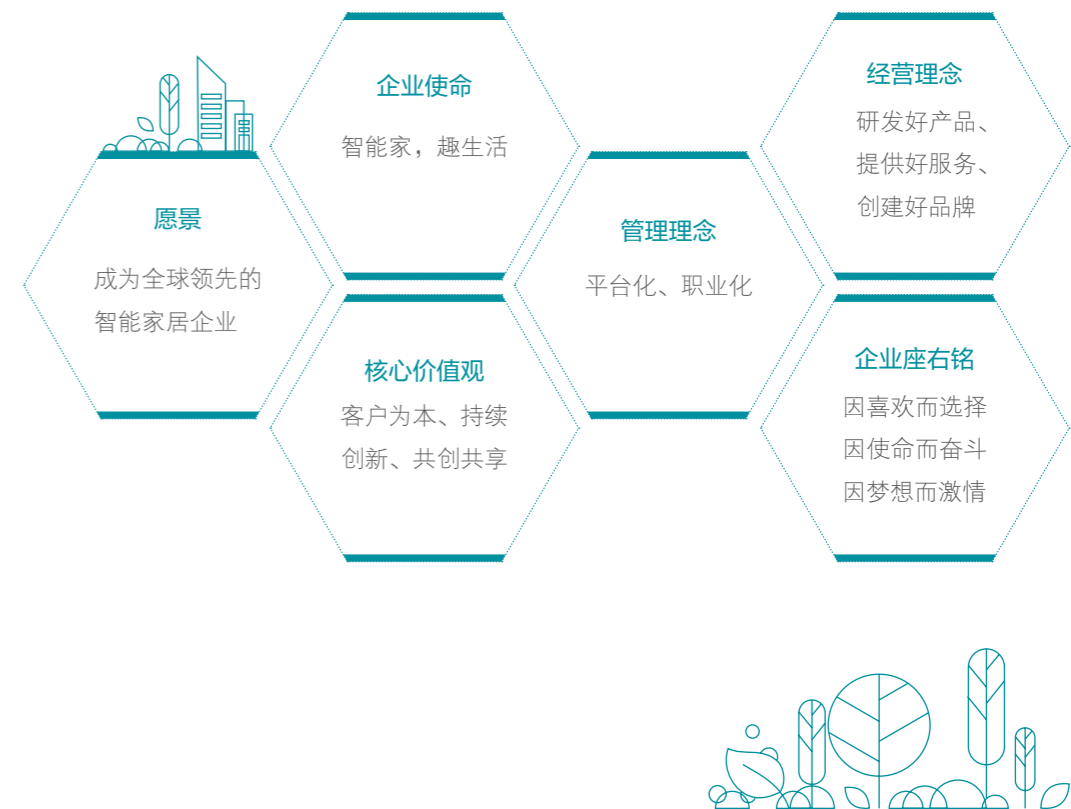 愿景
成为全球领先的
智能家居企业
企业使命
智能家，趣生活
核心价值观
客户为本、持续
创新、共创共享
管理理念
平台化、职业化
经营理念
研发好产品、
提供好服务、
创建好品牌
企业座右铭
因喜欢而选择
因使命而奋斗
因梦想而激情